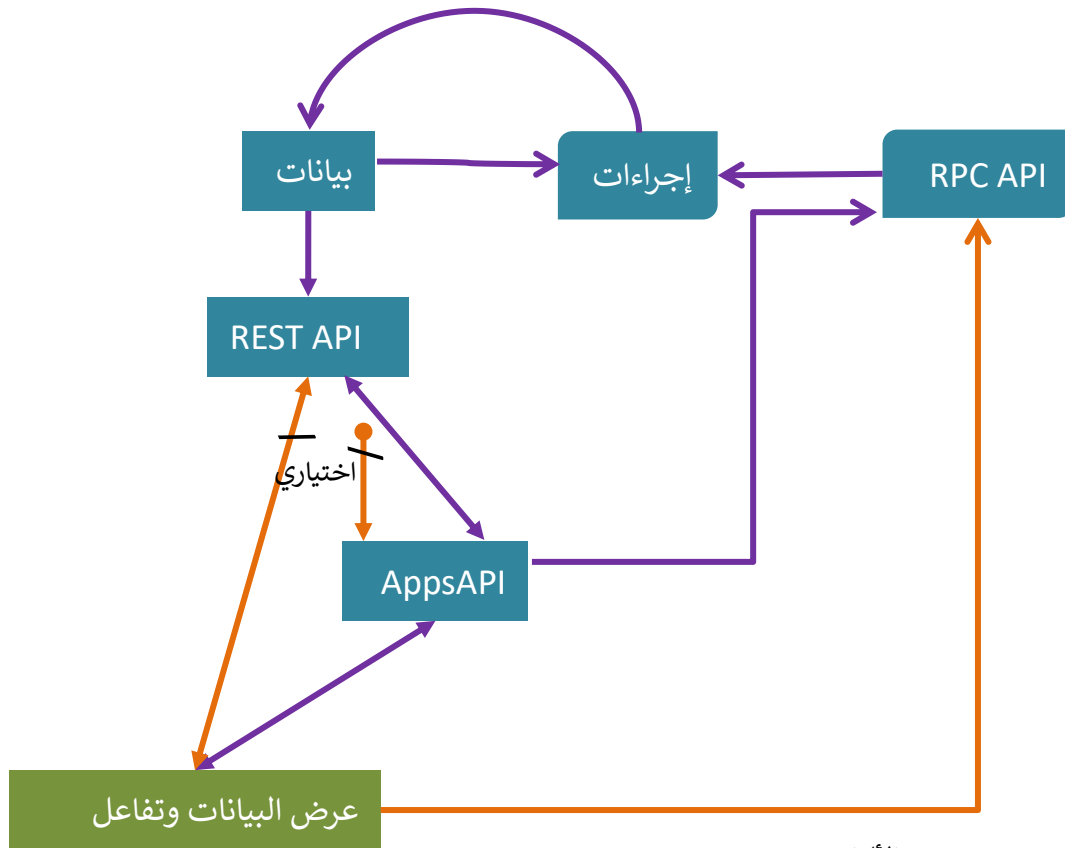 بيانات
إجراءات
RPC API
REST API
اختياري
AppsAPI
عرض البيانات وتفاعل